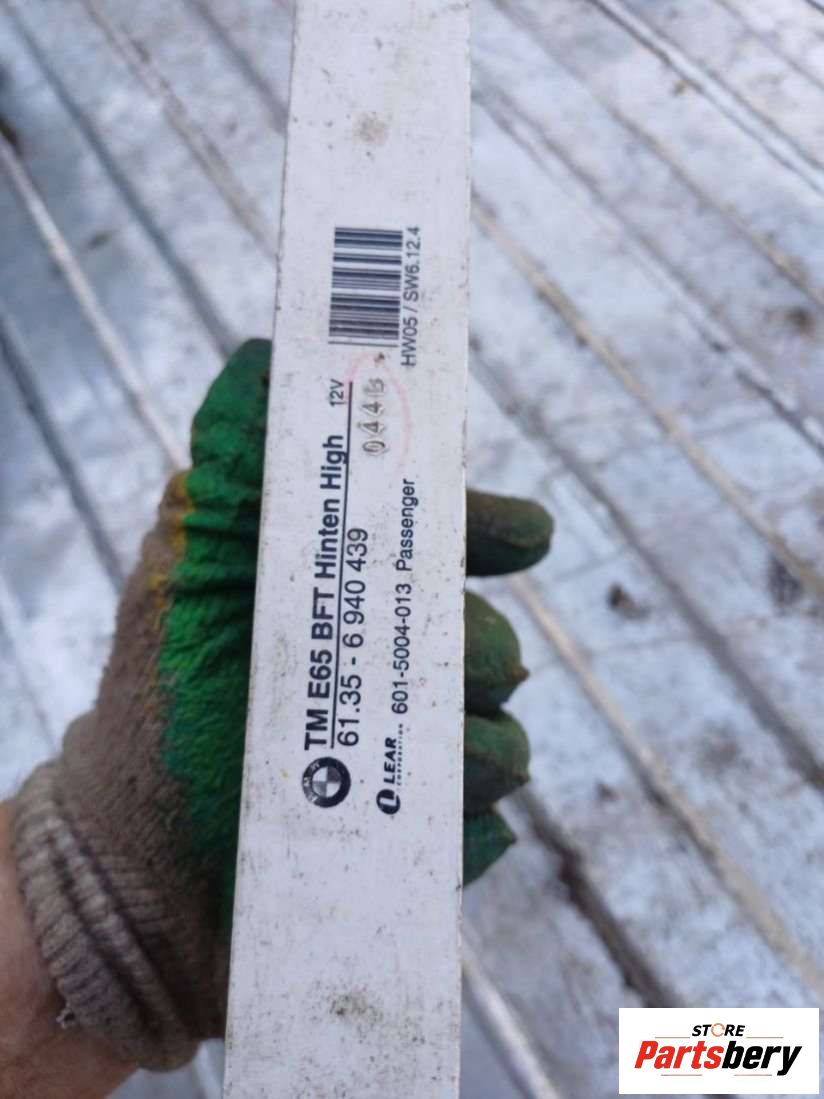 TM E65 BFT Hinten High
12V
61.35 - 6 940 439
LEAR
CORPORATION
601-5004-013 Passenger
HW05 / SW6.12.4
STORE
Partsbery